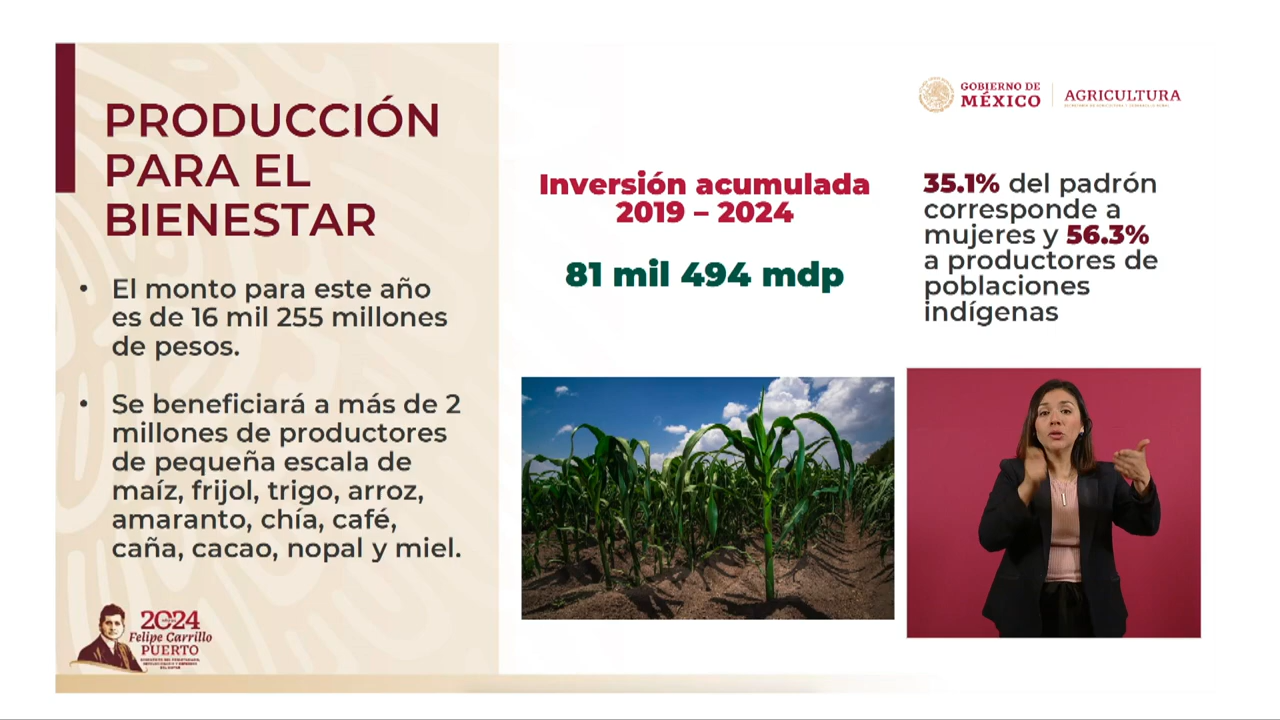 PRODUCCIÓN
PARA EL
BIENESTAR
• El monto para este año
es de 16 mil 255 millones
de pesos.
• Se beneficiará a más de 2
millones de productores
de pequeña escala de
maíz, frijol, trigo, arroz,
amaranto, chía, café,
caña, cacao, nopal y miel.
2024
Felipe Carrillo
PUERTO
Inversión acumulada
2019 – 2024
81 mil 494 mdp
GOBIERNO DE
MÉXICO
AGRICULTURA
35.1% del padrón
corresponde a
mujeres y 56.3%
a productores de
poblaciones
indígenas